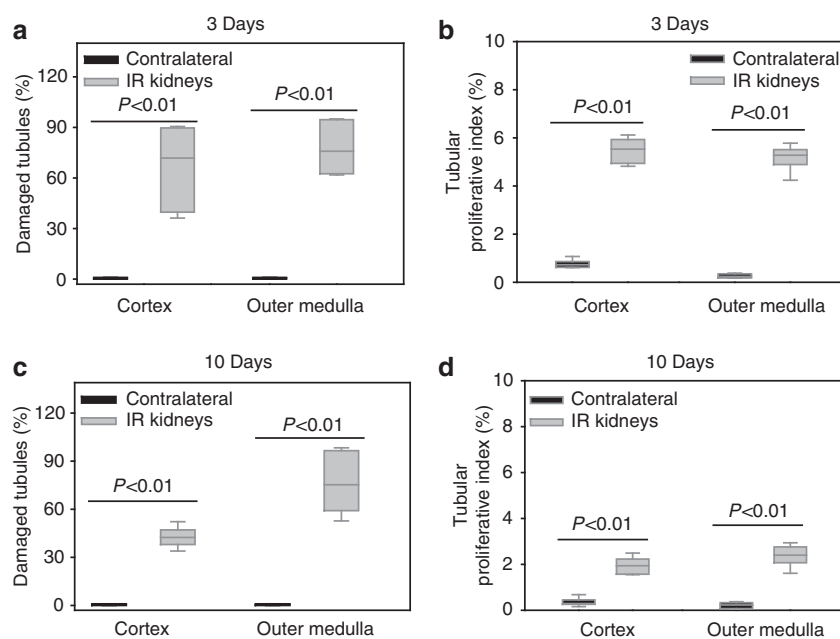 a
3 Days
Contralateral
IR kidneys
P<0.01
P<0.01
Damaged tubules (%)
120
90
60
30
0
Cortex
Outer medulla
b
3 Days
Contralateral
IR kidneys
P<0.01
P<0.01
Tubular
proliferative index (%)
10
8
6
4
2
0
Cortex
Outer medulla
c
10 Days
Contralateral
IR kidneys
P<0.01
P<0.01
Damaged tubules (%)
120
90
60
30
0
Cortex
Outer medulla
d
10 Days
Contralateral
IR kidneys
P<0.01
P<0.01
Tubular
proliferative index (%)
10
8
6
4
2
0
Cortex
Outer medulla